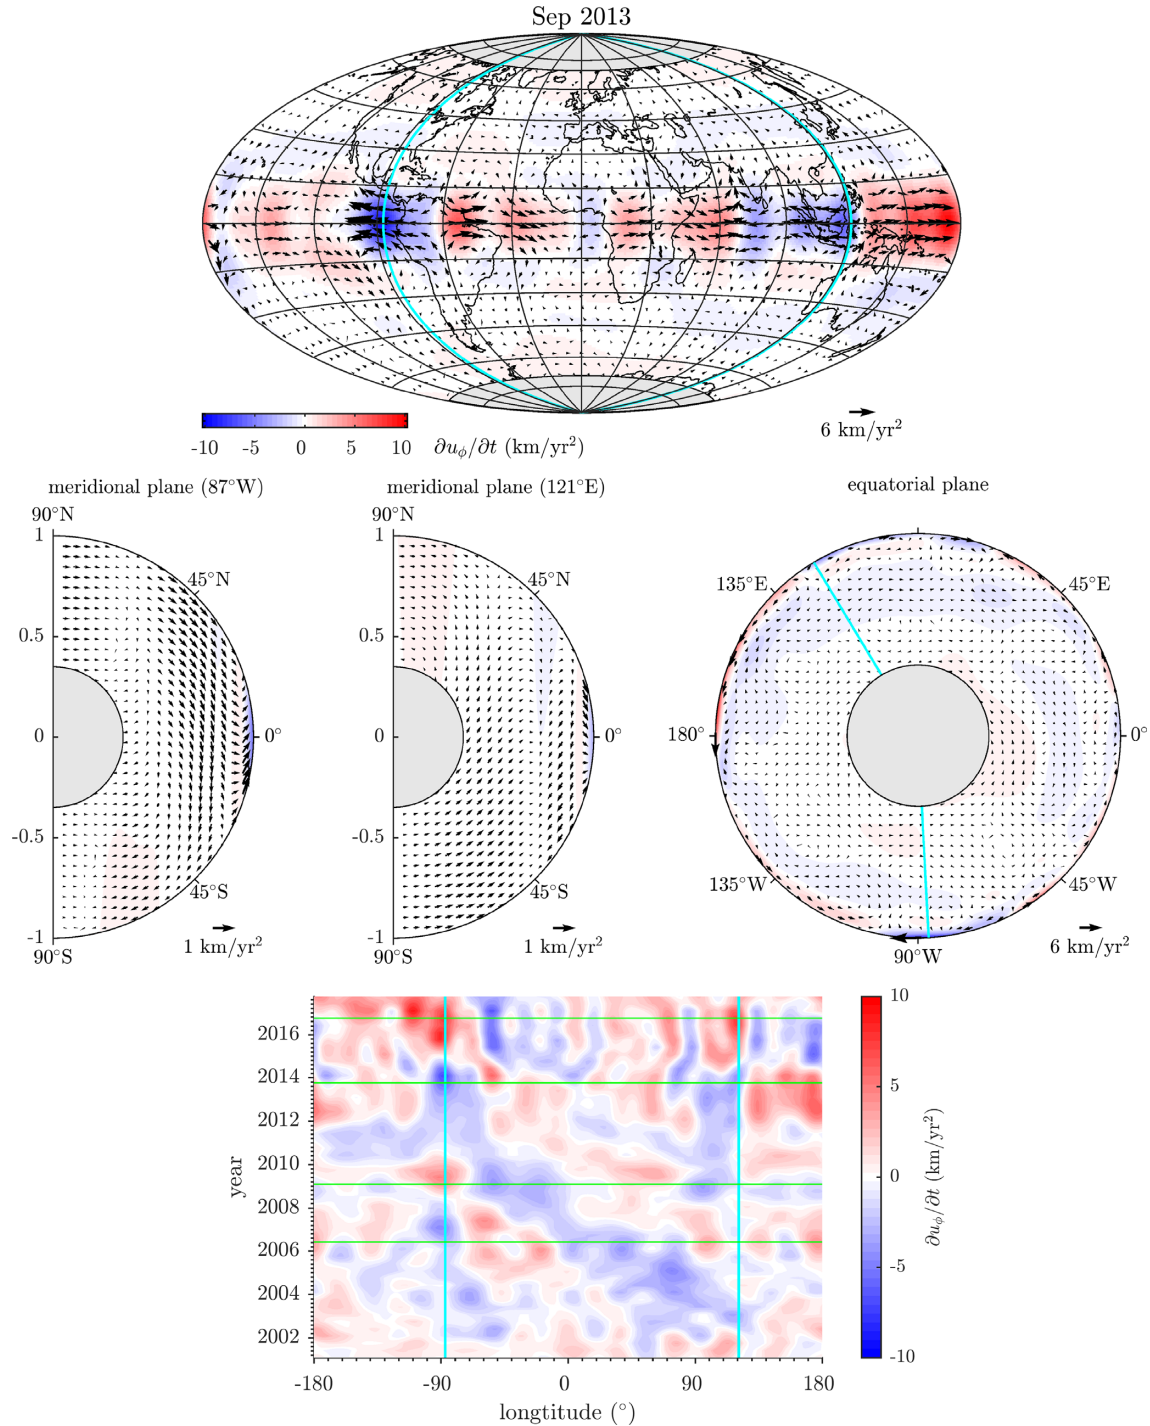 Sep 2013
-10 -5 0 5 10 ∂u_ϕ/∂t (km/yr²)
6 km/yr²
meridional plane (87°W)
meridional plane (121°E)
equatorial plane
90°N
90°N
1
1
45°N
45°N
135°E
45°E
0.5
0.5
0
0°
0
0°
180°
0°
-0.5
-0.5
45°S
45°S
135°W
45°W
-1
1 km/yr²
-1
1 km/yr²
6 km/yr²
90°S
90°S
90°W
2016
2014
2012
2010
2008
2006
2004
2002
year
-180 -90 0 90 180
longtitude (°)
10
5
0
-5
-10
∂u_ϕ/∂t (km/yr²)